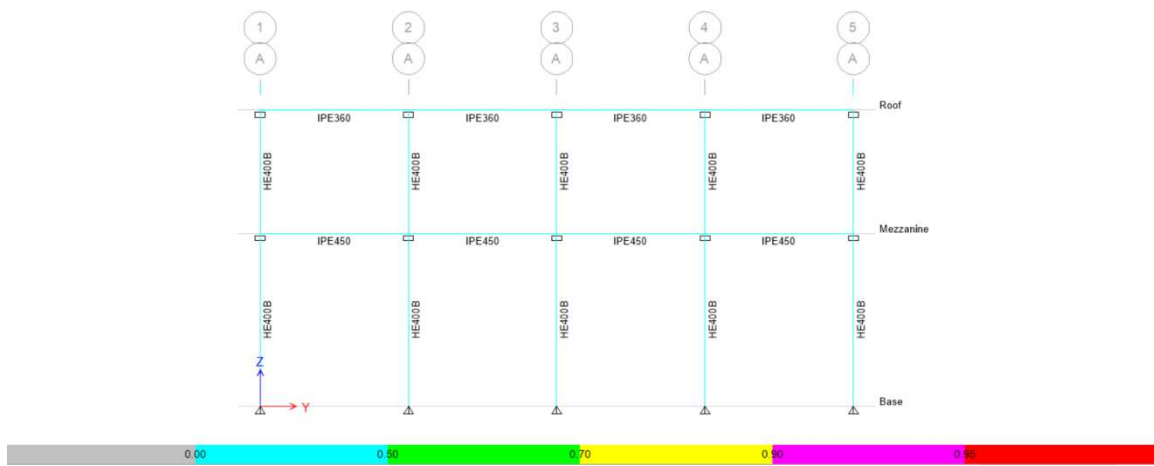 1 2 3 4 5
A A A A A
Roof
IPE360 IPE360 IPE360 IPE360
HE400B HE400B HE400B HE400B HE400B
Mezzanine
IPE450 IPE450 IPE450 IPE450
HE400B HE400B HE400B HE400B HE400B
Z
Y
Base
0.00 0.50 0.70 0.90 0.95